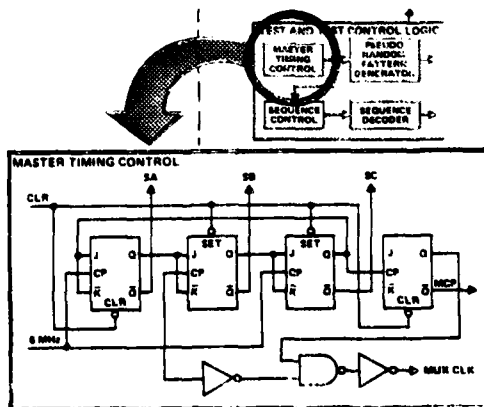 TEST AND TEST CONTROL LOGIC
MASTER
TIMING
CONTROL
PSEUDO
RANDOM
PATTERN
GENERATOR
SEQUENCE
CONTROL
SEQUENCE
DECODER
MASTER TIMING CONTROL
SA
SB
SC
CLR
SET
SET
J
Q
J
Q
J
Q
J
Q
CP
CP
CP
CP
MCP
K̅
Q̅
K̅
Q̅
K̅
Q̅
K̅
Q̅
CLR
CLR
6 MHz
MUX CLK